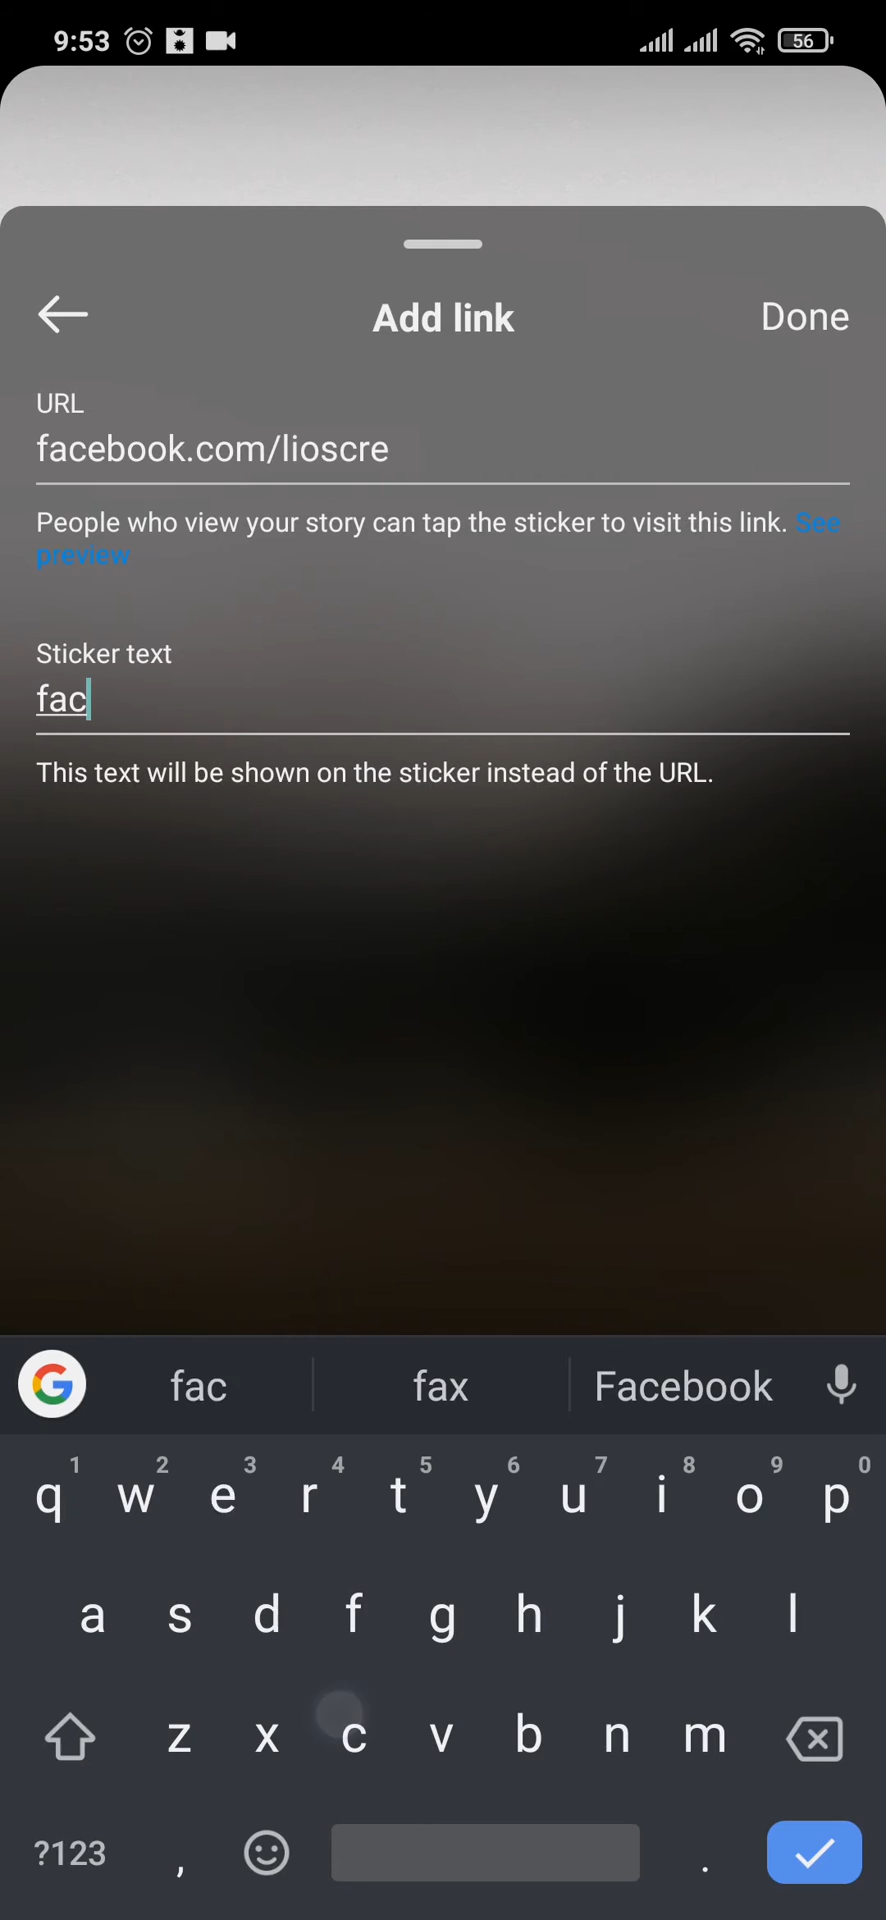 9:53
56
Add link
Done
URL
facebook.com/lioscre
People who view your story can tap the sticker to visit this link. See
preview
Sticker text
fac
This text will be shown on the sticker instead of the URL.
G fac fax Facebook
1 2 3 4 5 6 7 8 9 0
q w e r t y u i o p
a s d f g h j k l
z x c v b n m
?123 , .